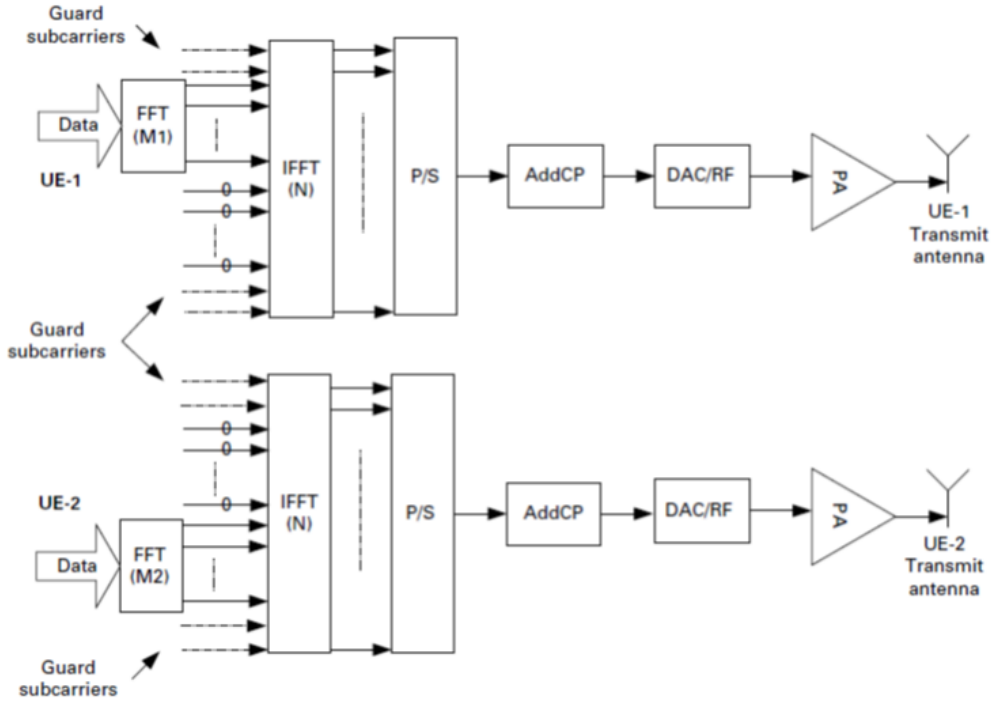 Guard
subcarriers
Data
FFT
(M1)
UE-1
0
0
0
IFFT
(N)
P/S
AddCP
DAC/RF
PA
UE-1
Transmit
antenna
Guard
subcarriers
0
0
0
UE-2
Data
FFT
(M2)
IFFT
(N)
P/S
AddCP
DAC/RF
PA
UE-2
Transmit
antenna
Guard
subcarriers